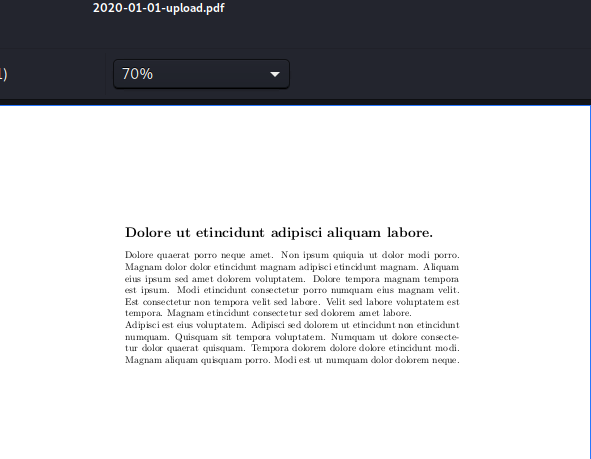 2020-01-01-upload.pdf
1)
70%
Dolore ut etincidunt adipisci aliquam labore.
Dolore quaerat porro neque amet. Non ipsum quiquia ut dolor modi porro.
Magnam dolor dolor etincidunt magnam adipisci etincidunt magnam. Aliquam
eius ipsum sed amet dolorem voluptatem. Dolore tempora magnam tempora
est ipsum. Modi etincidunt consectetur porro numquam eius magnam velit.
Est consectetur non tempora velit sed labore. Velit sed labore voluptatem est
tempora. Magnam etincidunt consectetur sed dolorem amet labore.
Adipisci est eius voluptatem. Adipisci sed dolorem ut etincidunt non etincidunt
numquam. Quisquam sit tempora voluptatem. Numquam ut dolore consecte-
tur dolor quaerat quisquam. Tempora dolorem dolore dolore etincidunt modi.
Magnam aliquam quisquam porro. Modi est ut numquam dolor dolorem neque.